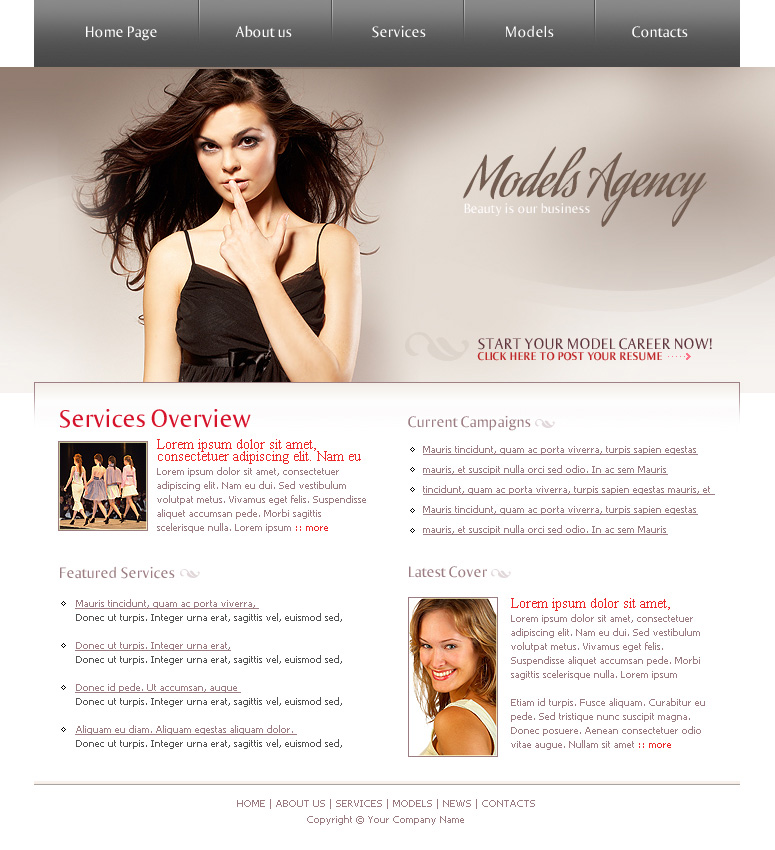 Home Page
About us
Services
Models
Contacts
Models Agency
Beauty is our business
START YOUR MODEL CAREER NOW!
CLICK HERE TO POST YOUR RESUME
Services Overview
Lorem ipsum dolor sit amet,
consectetuer adipiscing elit. Nam eu
Lorem ipsum dolor sit amet, consectetuer
adipiscing elit. Nam eu dui. Sed vestibulum
volutpat metus. Vivamus eget felis. Suspendisse
aliquet accumsan pede. Morbi sagittis
scelerisque nulla. Lorem ipsum :: more
Current Campaigns
Mauris tincidunt, quam ac porta viverra, turpis sapien egestas
mauris, et suscipit nulla orci sed odio. In ac sem Mauris
tincidunt, quam ac porta viverra, turpis sapien egestas mauris, et
Mauris tincidunt, quam ac porta viverra, turpis sapien egestas
mauris, et suscipit nulla orci sed odio. In ac sem Mauris
Featured Services
Mauris tincidunt, quam ac porta viverra,
Donec ut turpis. Integer urna erat, sagittis vel, euismod sed,
Donec ut turpis. Integer urna erat,
Donec ut turpis. Integer urna erat, sagittis vel, euismod sed,
Donec id pede. Ut accumsan, augue
Donec ut turpis. Integer urna erat, sagittis vel, euismod sed,
Aliquam eu diam. Aliquam egestas aliquam dolor.
Donec ut turpis. Integer urna erat, sagittis vel, euismod sed,
Latest Cover
Lorem ipsum dolor sit amet,
Lorem ipsum dolor sit amet, consectetuer
adipiscing elit. Nam eu dui. Sed vestibulum
volutpat metus. Vivamus eget felis.
Suspendisse aliquet accumsan pede. Morbi
sagittis scelerisque nulla. Lorem ipsum
Etiam id turpis. Fusce aliquam. Curabitur eu
pede. Sed tristique nunc suscipit magna.
Donec posuere. Aenean consectetuer odio
vitae augue. Nullam sit amet :: more
HOME | ABOUT US | SERVICES | MODELS | NEWS | CONTACTS
Copyright © Your Company Name